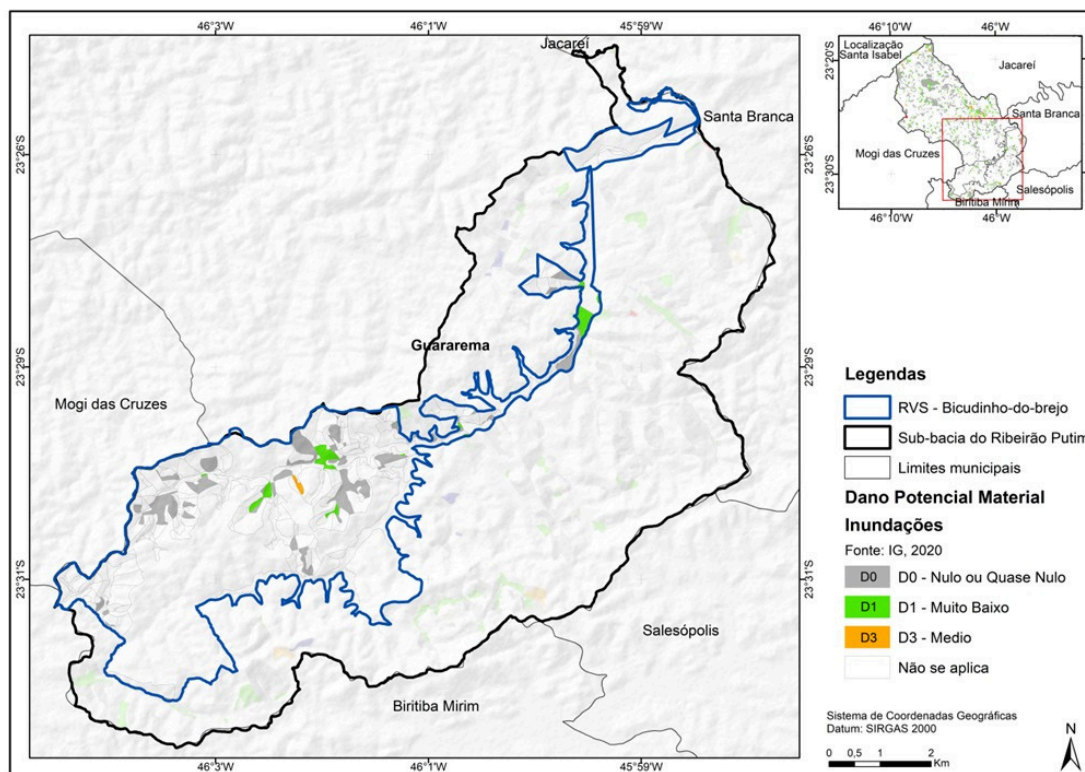 46°3'W
46°1'W
45°59'W
Jacareí
Santa Branca
23°26'S
23°26'S
Guararema
23°29'S
23°29'S
Mogi das Cruzes
23°31'S
23°31'S
Salesópolis
Biritiba Mirim
46°3'W
46°1'W
45°59'W
46°10'W
46°W
Localização
Santa Isabel
Jacareí
23°20'S
Santa Branca
Mogi das Cruzes
23°30'S
Salesópolis
Biritiba Mirim
46°10'W
46°W
Legendas
RVS - Bicudinho-do-brejo
Sub-bacia do Ribeirão Putim
Limites municipais
Dano Potencial Material
Inundações
Fonte: IG, 2020
D0 D0 - Nulo ou Quase Nulo
D1 D1 - Muito Baixo
D3 D3 - Medio
Não se aplica
Sistema de Coordenadas Geográficas
Datum: SIRGAS 2000
0 0,5 1 2
Km
N